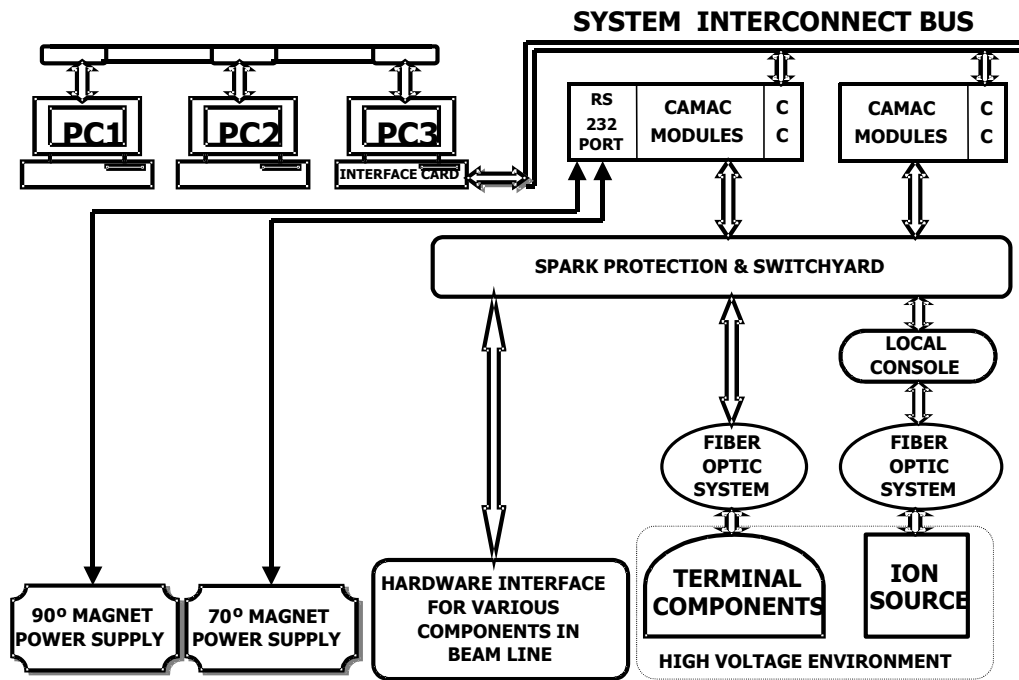 SYSTEM INTERCONNECT BUS
PC1
PC2
PC3
INTERFACE CARD
RS
232
PORT
CAMAC
MODULES
C
C
CAMAC
MODULES
C
C
SPARK PROTECTION & SWITCHYARD
LOCAL
CONSOLE
FIBER
OPTIC
SYSTEM
FIBER
OPTIC
SYSTEM
90º MAGNET
POWER SUPPLY
70º MAGNET
POWER SUPPLY
HARDWARE INTERFACE
FOR VARIOUS
COMPONENTS IN
BEAM LINE
TERMINAL
COMPONENTS
ION
SOURCE
HIGH VOLTAGE ENVIRONMENT